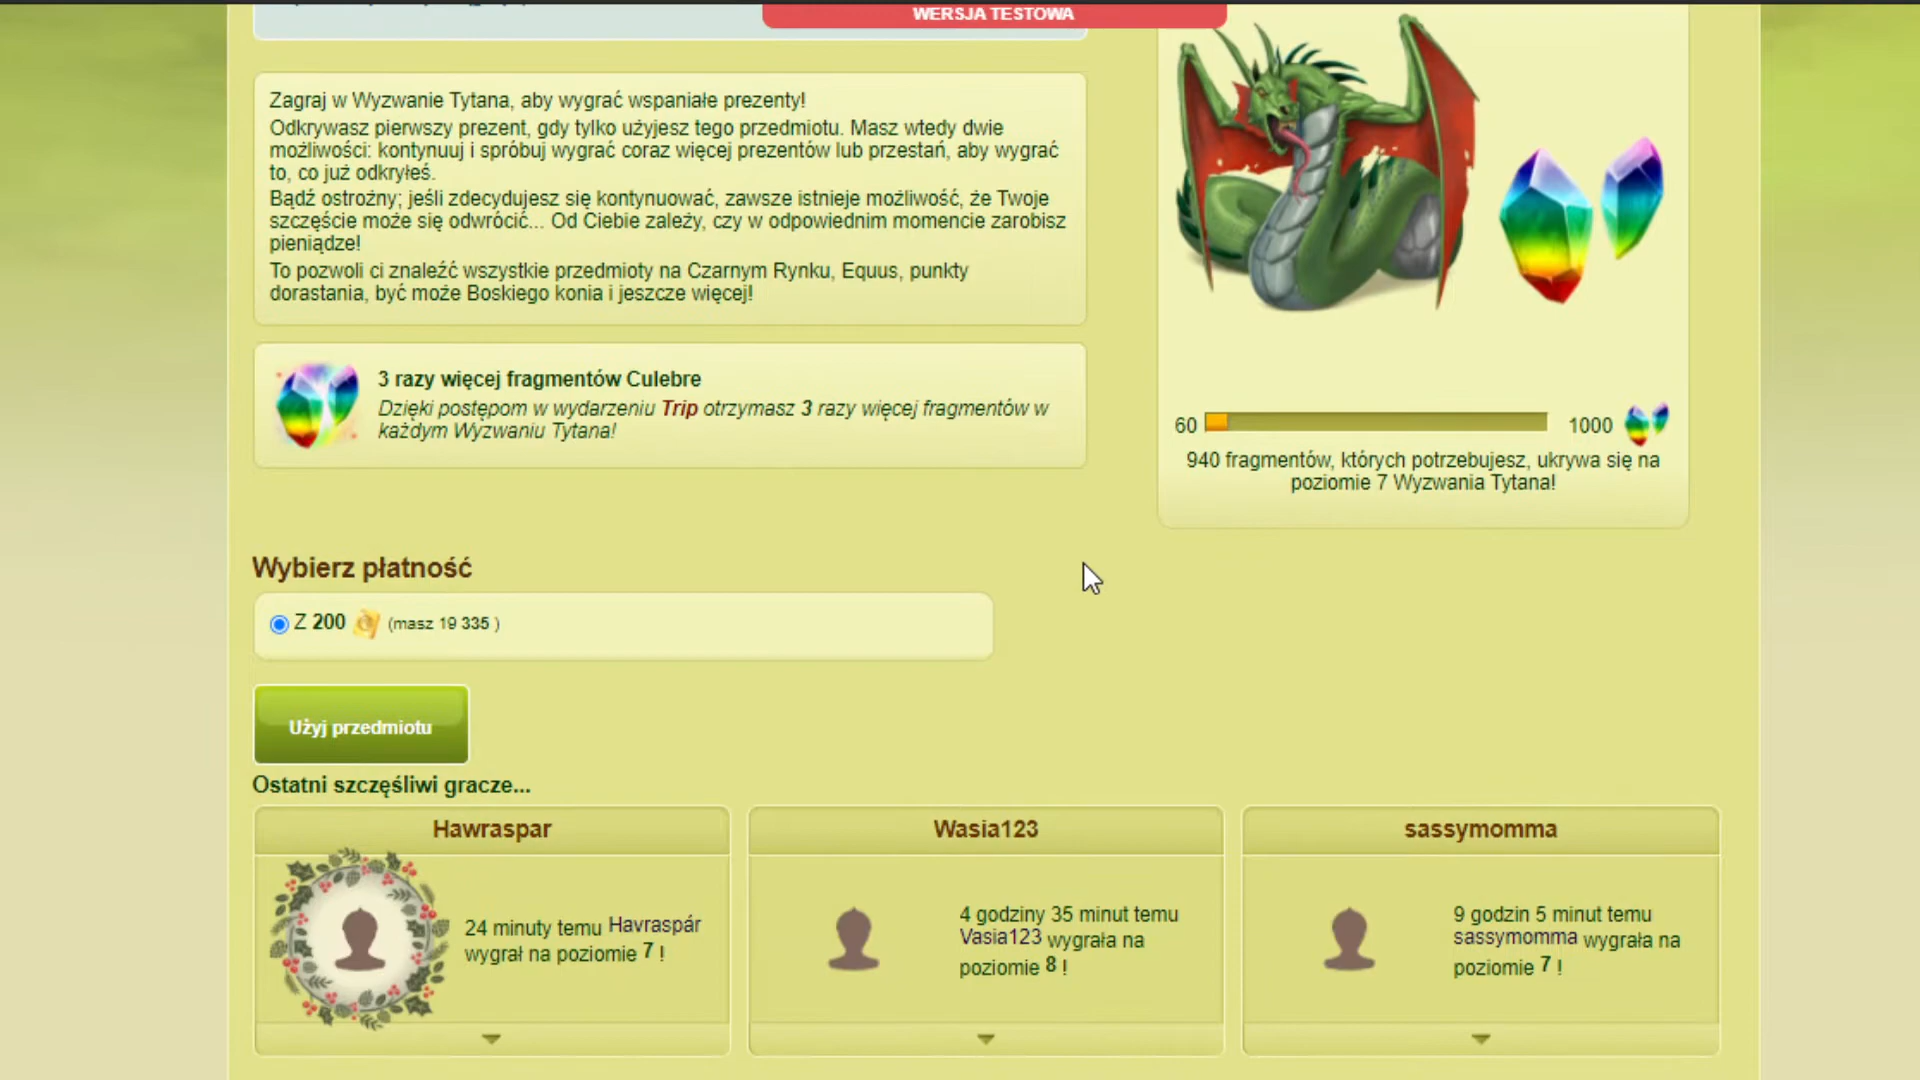 WERSJA TESTOWA
Zagraj w Wyzwanie Tytana, aby wygrać wspaniałe prezenty!
Odkrywasz pierwszy prezent, gdy tylko użyjesz tego przedmiotu. Masz wtedy dwie
możliwości: kontynuuj i spróbuj wygrać coraz więcej prezentów lub przestań, aby wygrać
to, co już odkryłeś.
Bądź ostrożny; jeśli zdecydujesz się kontynuować, zawsze istnieje możliwość, że Twoje
szczęście może się odwrócić... Od Ciebie zależy, czy w odpowiednim momencie zarobisz
pieniądze!
To pozwoli ci znaleźć wszystkie przedmioty na Czarnym Rynku, Equus, punkty
dorastania, być może Boskiego konia i jeszcze więcej!
3 razy więcej fragmentów Culebre
Dzięki postępom w wydarzeniu Trip otrzymasz 3 razy więcej fragmentów w
każdym Wyzwaniu Tytana!
60 1000
940 fragmentów, których potrzebujesz, ukrywa się na
poziomie 7 Wyzwania Tytana!
Wybierz płatność
Z 200 (masz 19 335 )
Użyj przedmiotu
Ostatni szczęśliwi gracze...
Hawraspar
24 minuty temu Havraspár
wygrał na poziomie 7 !
Wasia123
4 godziny 35 minut temu
Vasia123 wygrała na
poziomie 8 !
sassymomma
9 godzin 5 minut temu
sassymomma wygrała na
poziomie 7 !